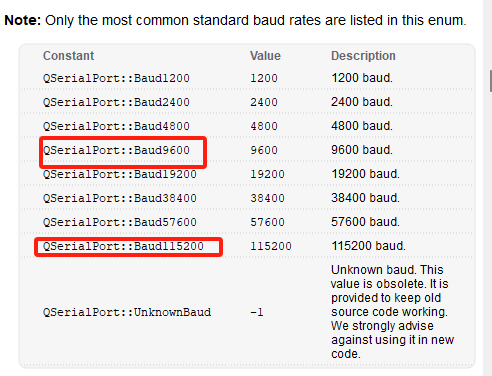 Note: Only the most common standard baud rates are listed in this enum.
Constant Value Description
QSerialPort::Baud1200 1200 1200 baud.
QSerialPort::Baud2400 2400 2400 baud.
QSerialPort::Baud4800 4800 4800 baud.
QSerialPort::Baud9600 9600 9600 baud.
QSerialPort::Baud19200 19200 19200 baud.
QSerialPort::Baud38400 38400 38400 baud.
QSerialPort::Baud57600 57600 57600 baud.
QSerialPort::Baud115200 115200 115200 baud.
QSerialPort::UnknownBaud -1 Unknown baud. This
value is obsolete. It is
provided to keep old
source code working.
We strongly advise
against using it in new
code.